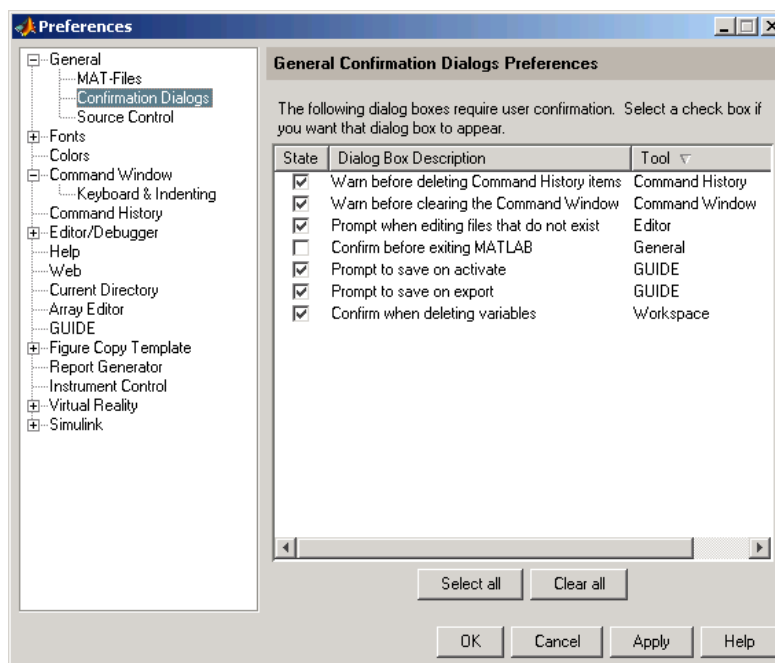 Preferences
General
MAT-Files
Confirmation Dialogs
Source Control
Fonts
Colors
Command Window
Keyboard & Indenting
Command History
Editor/Debugger
Help
Web
Current Directory
Array Editor
GUIDE
Figure Copy Template
Report Generator
Instrument Control
Virtual Reality
Simulink
General Confirmation Dialogs Preferences
The following dialog boxes require user confirmation. Select a check box if
you want that dialog box to appear.
State Dialog Box Description Tool
Warn before deleting Command History items Command History
Warn before clearing the Command Window Command Window
Prompt when editing files that do not exist Editor
Confirm before exiting MATLAB General
Prompt to save on activate GUIDE
Prompt to save on export GUIDE
Confirm when deleting variables Workspace
Select all Clear all
OK Cancel Apply Help